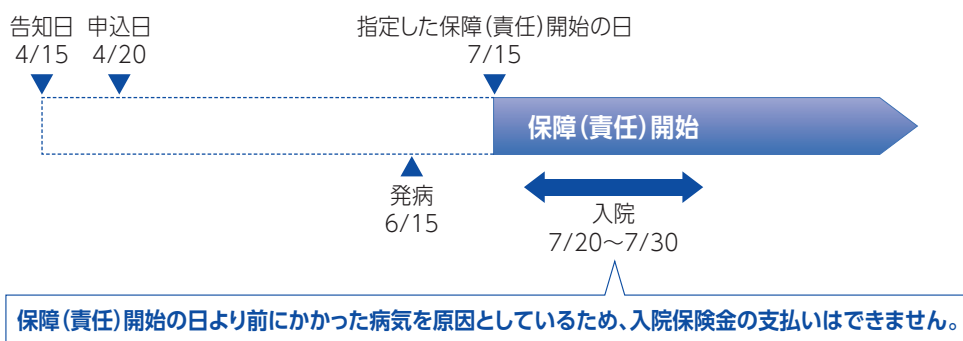 告知日 申込日 指定した保障(責任)開始の日
4/15 4/20 7/15
保障(責任)開始
発病
6/15
入院
7/20〜7/30
保障(責任)開始の日より前にかかった病気を原因としているため、入院保険金の支払いはできません。